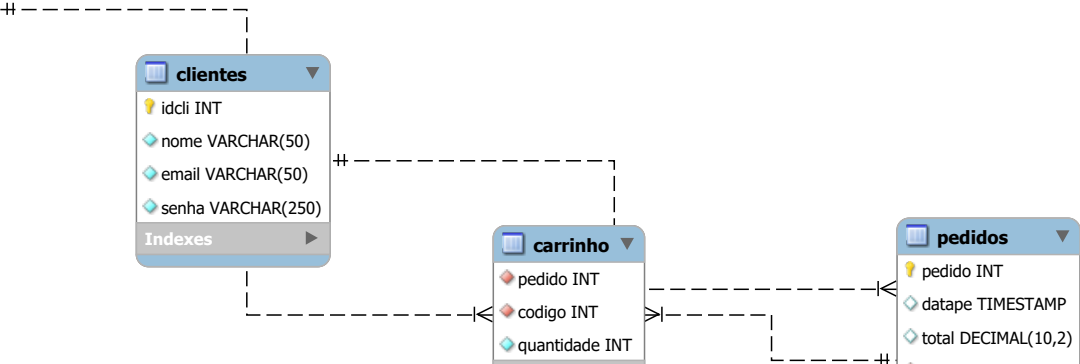 clientes
idcli INT
nome VARCHAR(50)
email VARCHAR(50)
senha VARCHAR(250)
Indexes
carrinho
pedido INT
codigo INT
quantidade INT
pedidos
pedido INT
datape TIMESTAMP
total DECIMAL(10,2)